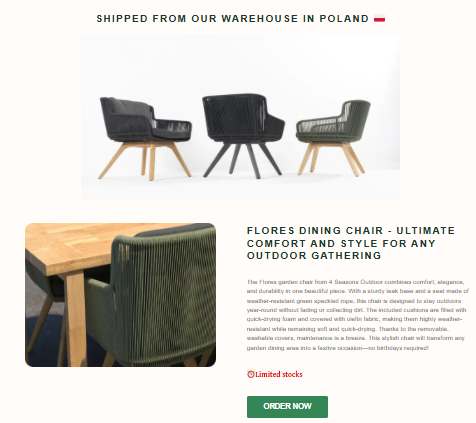 SHIPPED FROM OUR WAREHOUSE IN POLAND
FLORES DINING CHAIR - ULTIMATE
COMFORT AND STYLE FOR ANY
OUTDOOR GATHERING
The Flores garden chair from 4 Seasons Outdoor combines comfort, elegance,
and durability in one beautiful piece. With a sturdy teak base and a seat made of
weather-resistant green speckled rope, this chair is designed to stay outdoors
year-round without fading or collecting dirt. The included cushions are filled with
quick-drying foam and covered with olefin fabric, making them highly weather-
resistant while remaining soft and quick-drying. Thanks to the removable,
washable covers, maintenance is a breeze. This stylish chair will transform any
garden dining area into a festive occasion—no birthdays required!
Limited stocks
ORDER NOW